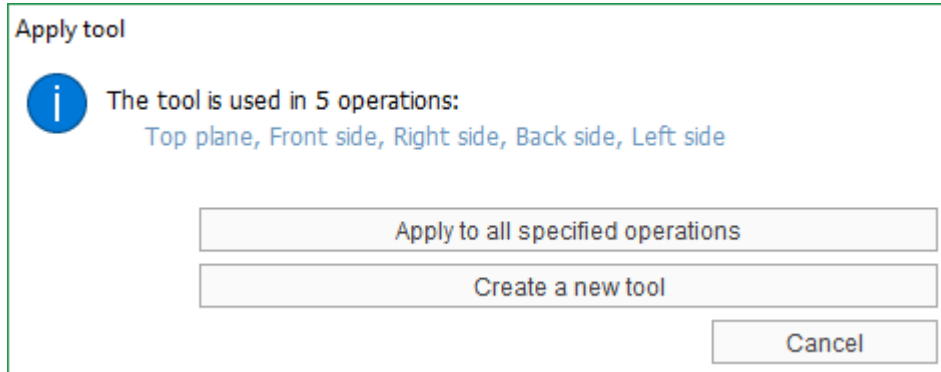 Apply tool
The tool is used in 5 operations:
Top plane, Front side, Right side, Back side, Left side
Apply to all specified operations
Create a new tool
Cancel